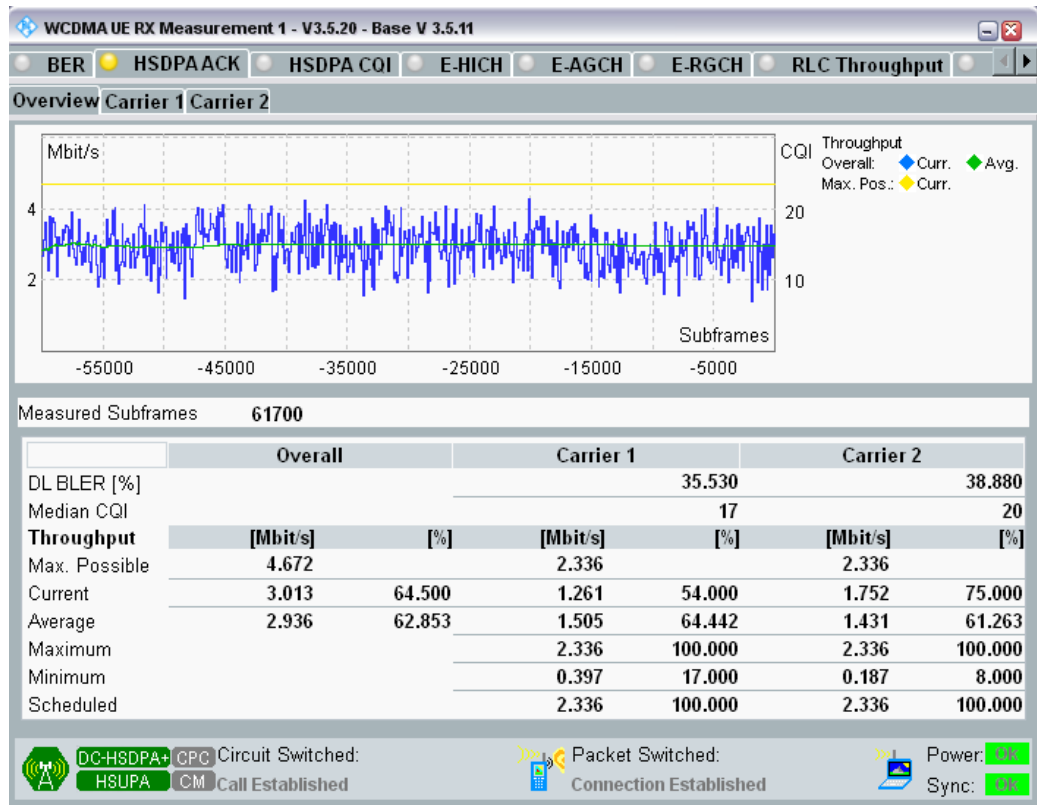 WCDMA UE RX Measurement 1 - V3.5.20 - Base V 3.5.11
BER HSDPA ACK HSDPA CQI E-HICH E-AGCH E-RGCH RLC Throughput
Overview Carrier 1 Carrier 2
Mbit/s CQI Throughput
Overall: Curr. Avg.
Max. Pos.: Curr.
4 20
2 10
Subframes
-55000 -45000 -35000 -25000 -15000 -5000
Measured Subframes 61700
Overall Carrier 1 Carrier 2
DL BLER [%] 35.530 38.880
Median CQI 17 20
Throughput [Mbit/s] [%] [Mbit/s] [%] [Mbit/s] [%]
Max. Possible 4.672 2.336 2.336
Current 3.013 64.500 1.261 54.000 1.752 75.000
Average 2.936 62.853 1.505 64.442 1.431 61.263
Maximum 2.336 100.000 2.336 100.000
Minimum 0.397 17.000 0.187 8.000
Scheduled 2.336 100.000 2.336 100.000
DC-HSDPA+ CPC Circuit Switched: Packet Switched: Power: Ok
HSUPA CM Call Established Connection Established Sync: Ok